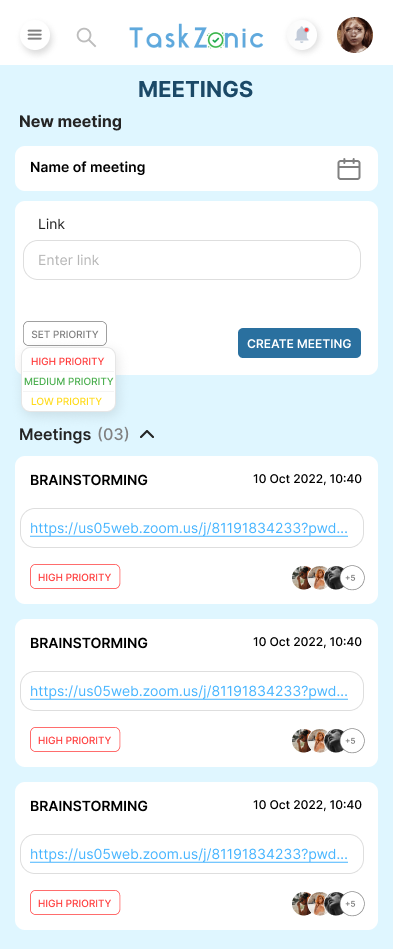 TaskZonic
MEETINGS
New meeting
Name of meeting
Link
Enter link
SET PRIORITY
CREATE MEETING
HIGH PRIORITY
MEDIUM PRIORITY
LOW PRIORITY
Meetings (03)
BRAINSTORMING 10 Oct 2022, 10:40
https://us05web.zoom.us/j/81191834233?pwd...
HIGH PRIORITY +5
BRAINSTORMING 10 Oct 2022, 10:40
https://us05web.zoom.us/j/81191834233?pwd...
HIGH PRIORITY +5
BRAINSTORMING 10 Oct 2022, 10:40
https://us05web.zoom.us/j/81191834233?pwd...
HIGH PRIORITY +5